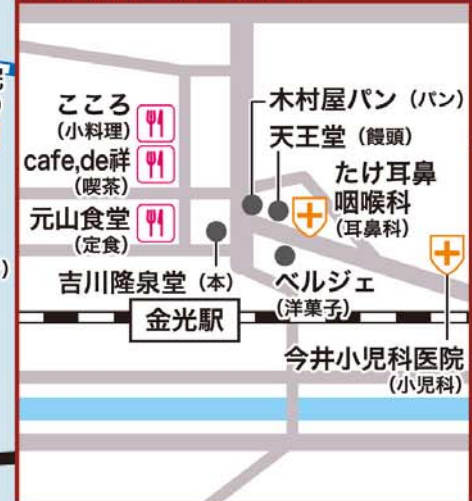 こころ
(小料理)
cafe,de祥
(喫茶)
元山食堂
(定食)
吉川隆泉堂 (本)
木村屋パン (パン)
天王堂 (饅頭)
たけ耳鼻
咽喉科
(耳鼻科)
ベルジェ
(洋菓子)
金光駅
今井小児科医院
(小児科)